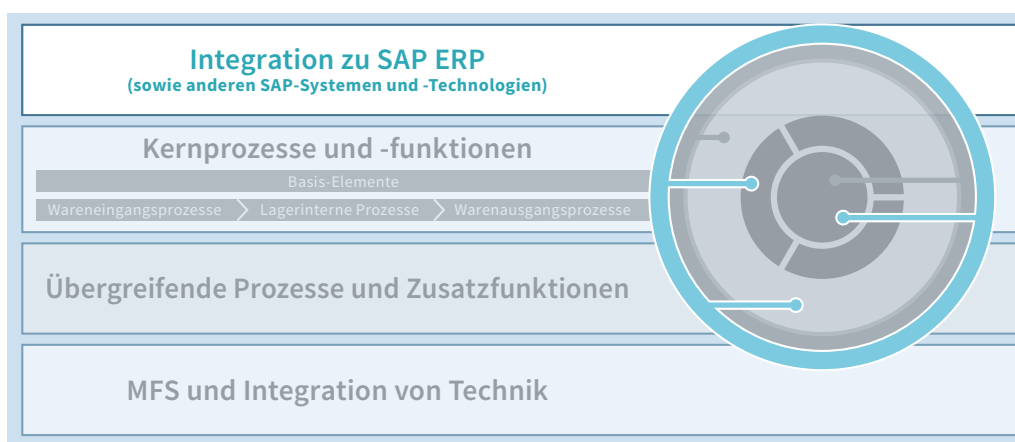 Integration zu SAP ERP
(sowie anderen SAP-Systemen und -Technologien)
Kernprozesse und -funktionen
Basis-Elemente
Wareneingangsprozesse
Lagerinterne Prozesse
Warenausgangsprozesse
Übergreifende Prozesse und Zusatzfunktionen
MFS und Integration von Technik